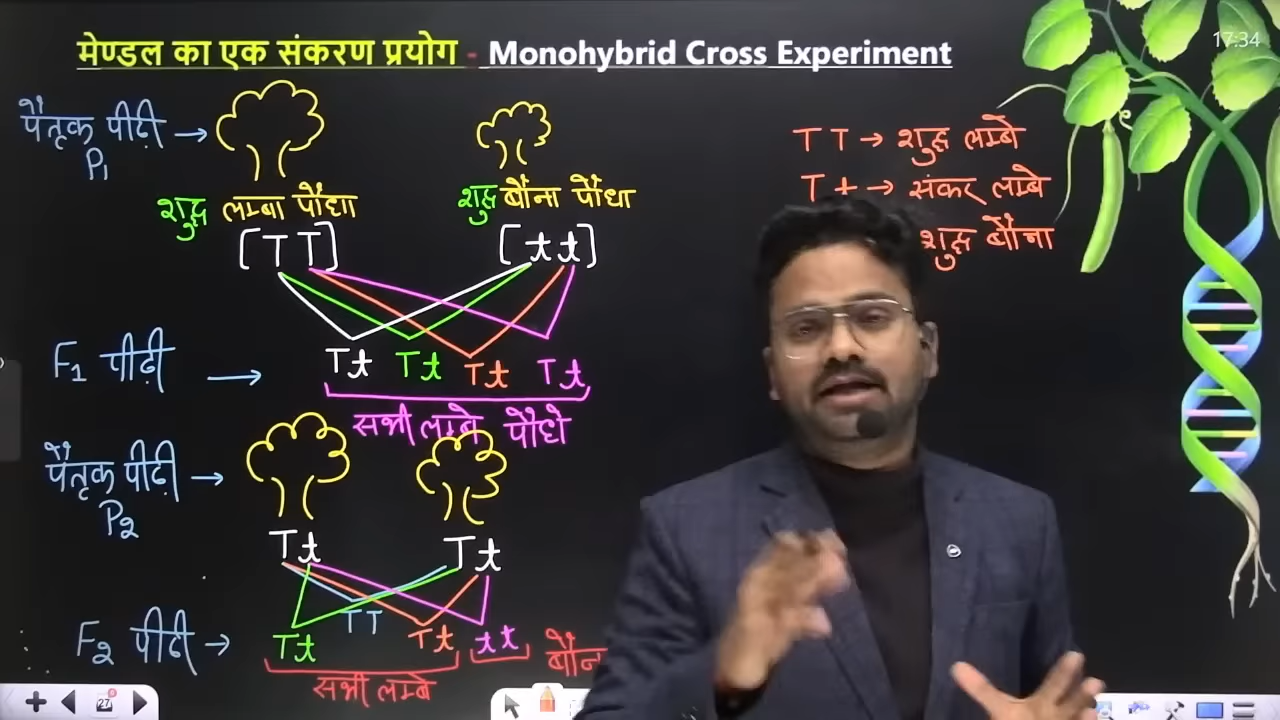 मेण्डल का एक संकरण प्रयोग - Monohybrid Cross Experiment
17:34
पैतृक पीढ़ी →
P1
शुद्ध लम्बा पौधा
शुद्ध बौना पौधा
[TT]
[tt]
TT → शुद्ध लम्बे
Tt → संकर लम्बे
शुद्ध बौना
F1 पीढ़ी →
Tt Tt Tt Tt
सभी लम्बे पौधे
पैतृक पीढ़ी →
P2
Tt
Tt
F2 पीढ़ी →
Tt TT Tt tt
सभी लम्बे
27